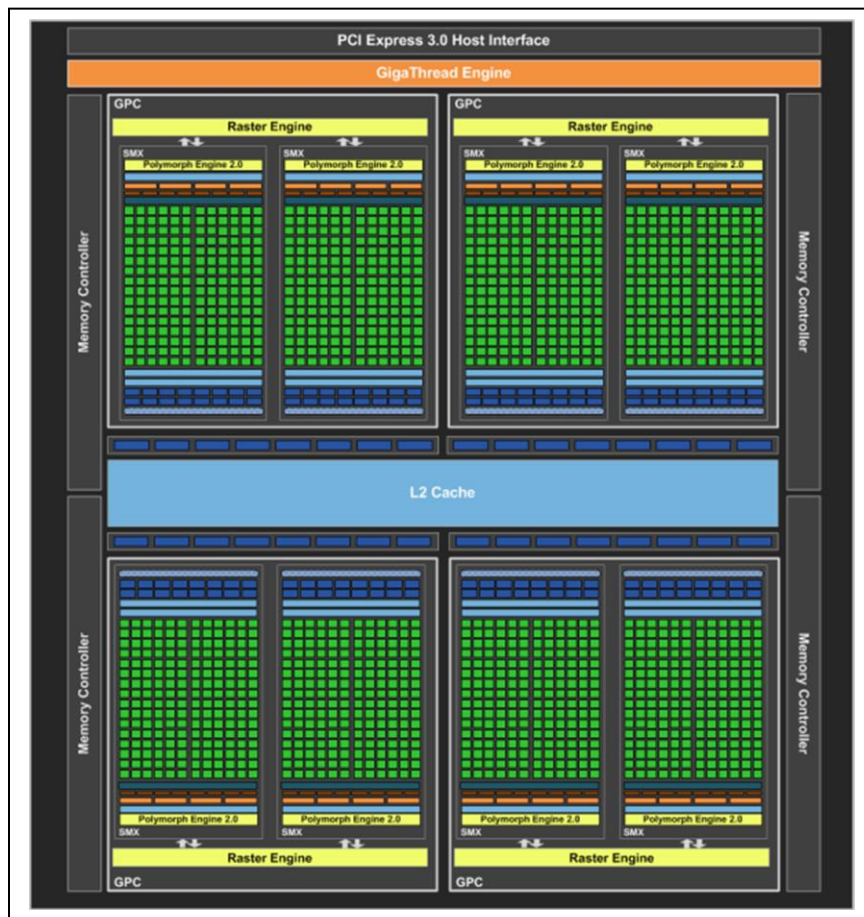 PCI Express 3.0 Host Interface
GigaThread Engine
Memory Controller
GPC
Raster Engine
SMX
Polymorph Engine 2.0
SMX
Polymorph Engine 2.0
GPC
Raster Engine
SMX
Polymorph Engine 2.0
SMX
Polymorph Engine 2.0
Memory Controller
L2 Cache
Memory Controller
Polymorph Engine 2.0
SMX
Polymorph Engine 2.0
SMX
Raster Engine
GPC
Polymorph Engine 2.0
SMX
Polymorph Engine 2.0
SMX
Raster Engine
GPC
Memory Controller